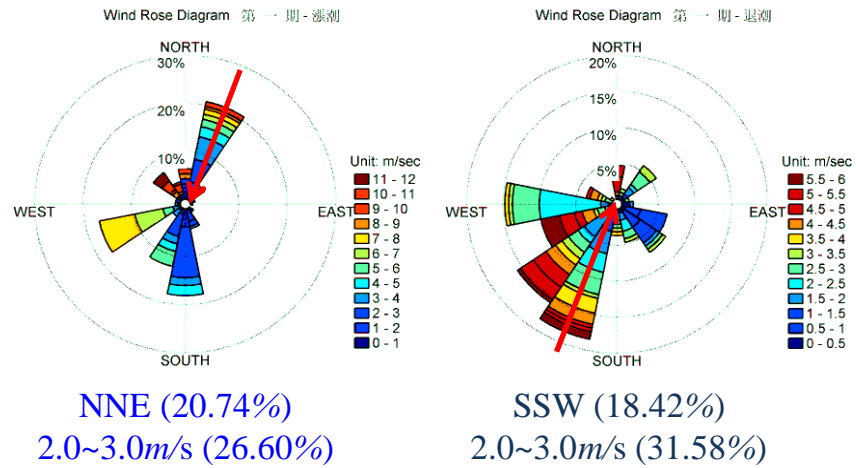 Wind Rose Diagram 第 一 期 - 漲潮
NORTH
30%
20%
10%
WEST
EAST
SOUTH
Unit: m/sec
11 - 12
10 - 11
9 - 10
8 - 9
7 - 8
6 - 7
5 - 6
4 - 5
3 - 4
2 - 3
1 - 2
0 - 1
NNE (20.74%)
2.0~3.0m/s (26.60%)
Wind Rose Diagram 第 一 期 - 退潮
NORTH
20%
15%
10%
5%
WEST
EAST
SOUTH
Unit: m/sec
5.5 - 6
5 - 5.5
4.5 - 5
4 - 4.5
3.5 - 4
3 - 3.5
2.5 - 3
2 - 2.5
1.5 - 2
1 - 1.5
0.5 - 1
0 - 0.5
SSW (18.42%)
2.0~3.0m/s (31.58%)